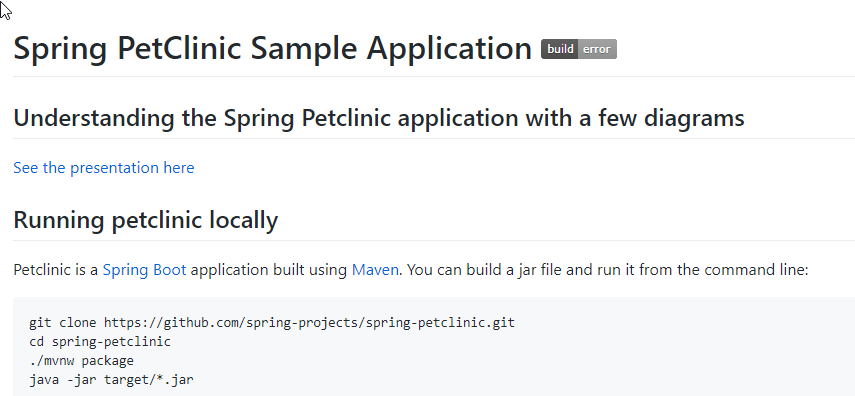 Spring PetClinic Sample Application build error
Understanding the Spring Petclinic application with a few diagrams
See the presentation here
Running petclinic locally
Petclinic is a Spring Boot application built using Maven. You can build a jar file and run it from the command line:
git clone https://github.com/spring-projects/spring-petclinic.git
cd spring-petclinic
./mvnw package
java -jar target/*.jar